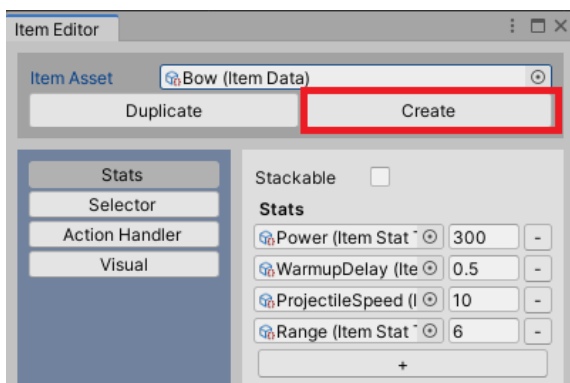 Item Editor
Item Asset Bow (Item Data)
Duplicate Create
Stats
Selector
Action Handler
Visual
Stackable
Stats
Power (Item Stat 300 -
WarmupDelay (Ite 0.5 -
ProjectileSpeed (I 10 -
Range (Item Stat 6 -
+